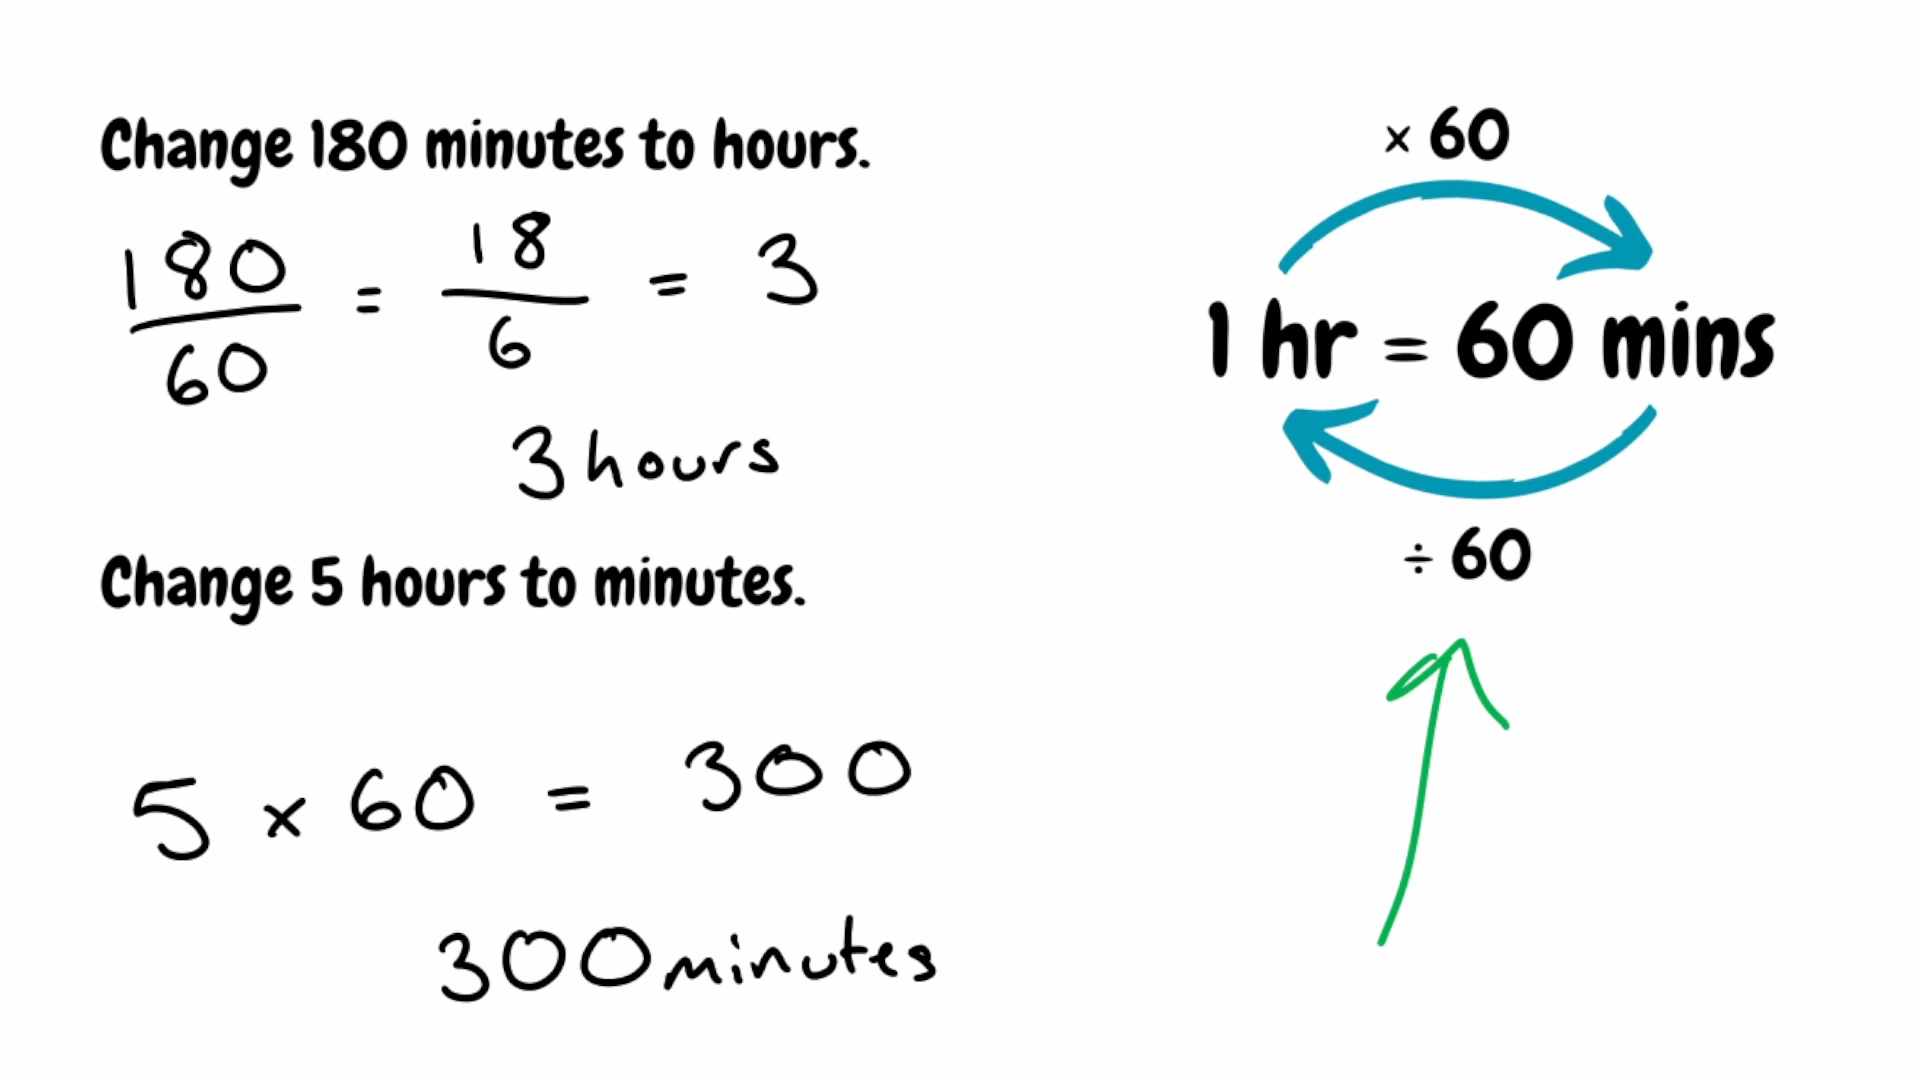 Change 180 minutes to hours.
180/60 = 18/6 = 3
3 hours
Change 5 hours to minutes.
5 × 60 = 300
300 minutes
× 60
1 hr = 60 mins
÷ 60